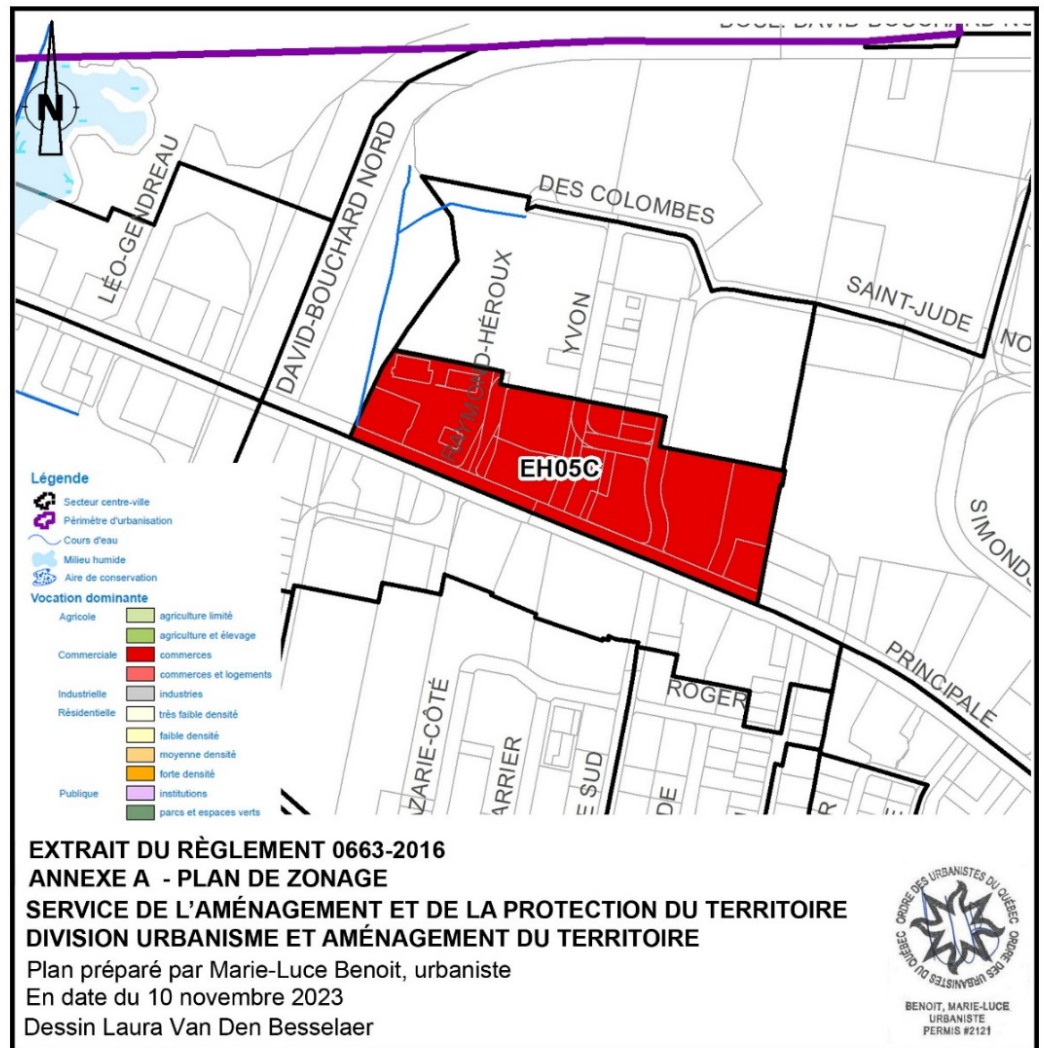 BOUL. DAVID-BOUCHARD NO
N
LÉO-GENDREAU
DAVID-BOUCHARD NORD
DES COLOMBES
RAYMOND-HÉROUX
YVON
SAINT-JUDE
NO
EH05C
SIMONDS
PRINCIPALE
ROGER
AZARIE-CÔTÉ
ARRIER
E SUD
DE
Légende
Secteur centre-ville
Périmètre d'urbanisation
Cours d'eau
Milieu humide
Aire de conservation
Vocation dominante
Agricole
agriculture limité
agriculture et élevage
Commerciale
commerces
commerces et logements
Industrielle
industries
Résidentielle
très faible densité
faible densité
moyenne densité
forte densité
Publique
institutions
parcs et espaces verts
EXTRAIT DU RÈGLEMENT 0663-2016
ANNEXE A - PLAN DE ZONAGE
SERVICE DE L'AMÉNAGEMENT ET DE LA PROTECTION DU TERRITOIRE
DIVISION URBANISME ET AMÉNAGEMENT DU TERRITOIRE
Plan préparé par Marie-Luce Benoit, urbaniste
En date du 10 novembre 2023
Dessin Laura Van Den Besselaer
ORDRE DES URBANISTES DU QUÉBEC ORDRE DES URBANISTES DU QUÉBEC
BENOIT, MARIE-LUCE
URBANISTE
PERMIS #2121